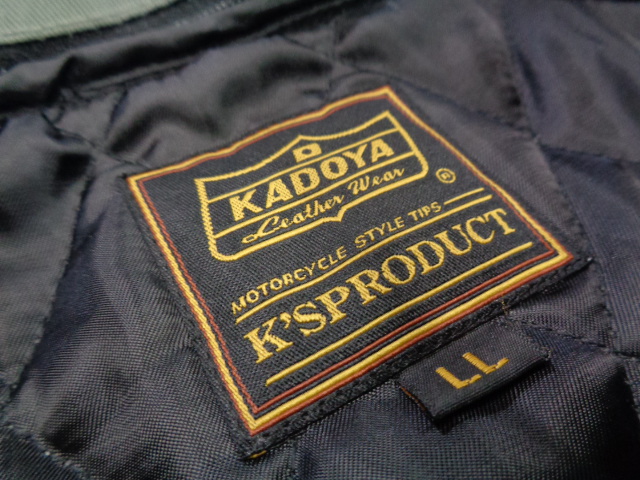 KADOYA
Leather Wear
®
MOTORCYCLE STYLE TIPS
K'SPRODUCT
LL